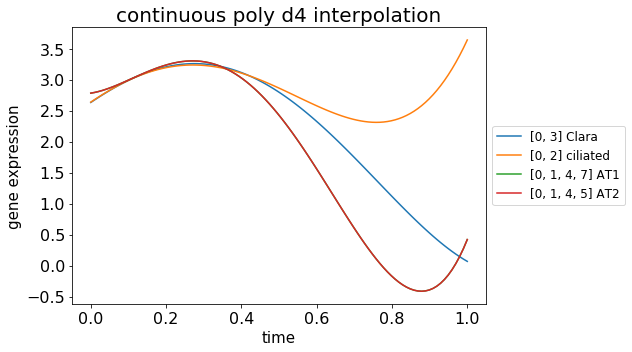 continuous poly d4 interpolation
gene expression
3.5
3.0
2.5
2.0
1.5
1.0
0.5
0.0
−0.5
0.0 0.2 0.4 0.6 0.8 1.0
time
[0, 3] Clara
[0, 2] ciliated
[0, 1, 4, 7] AT1
[0, 1, 4, 5] AT2